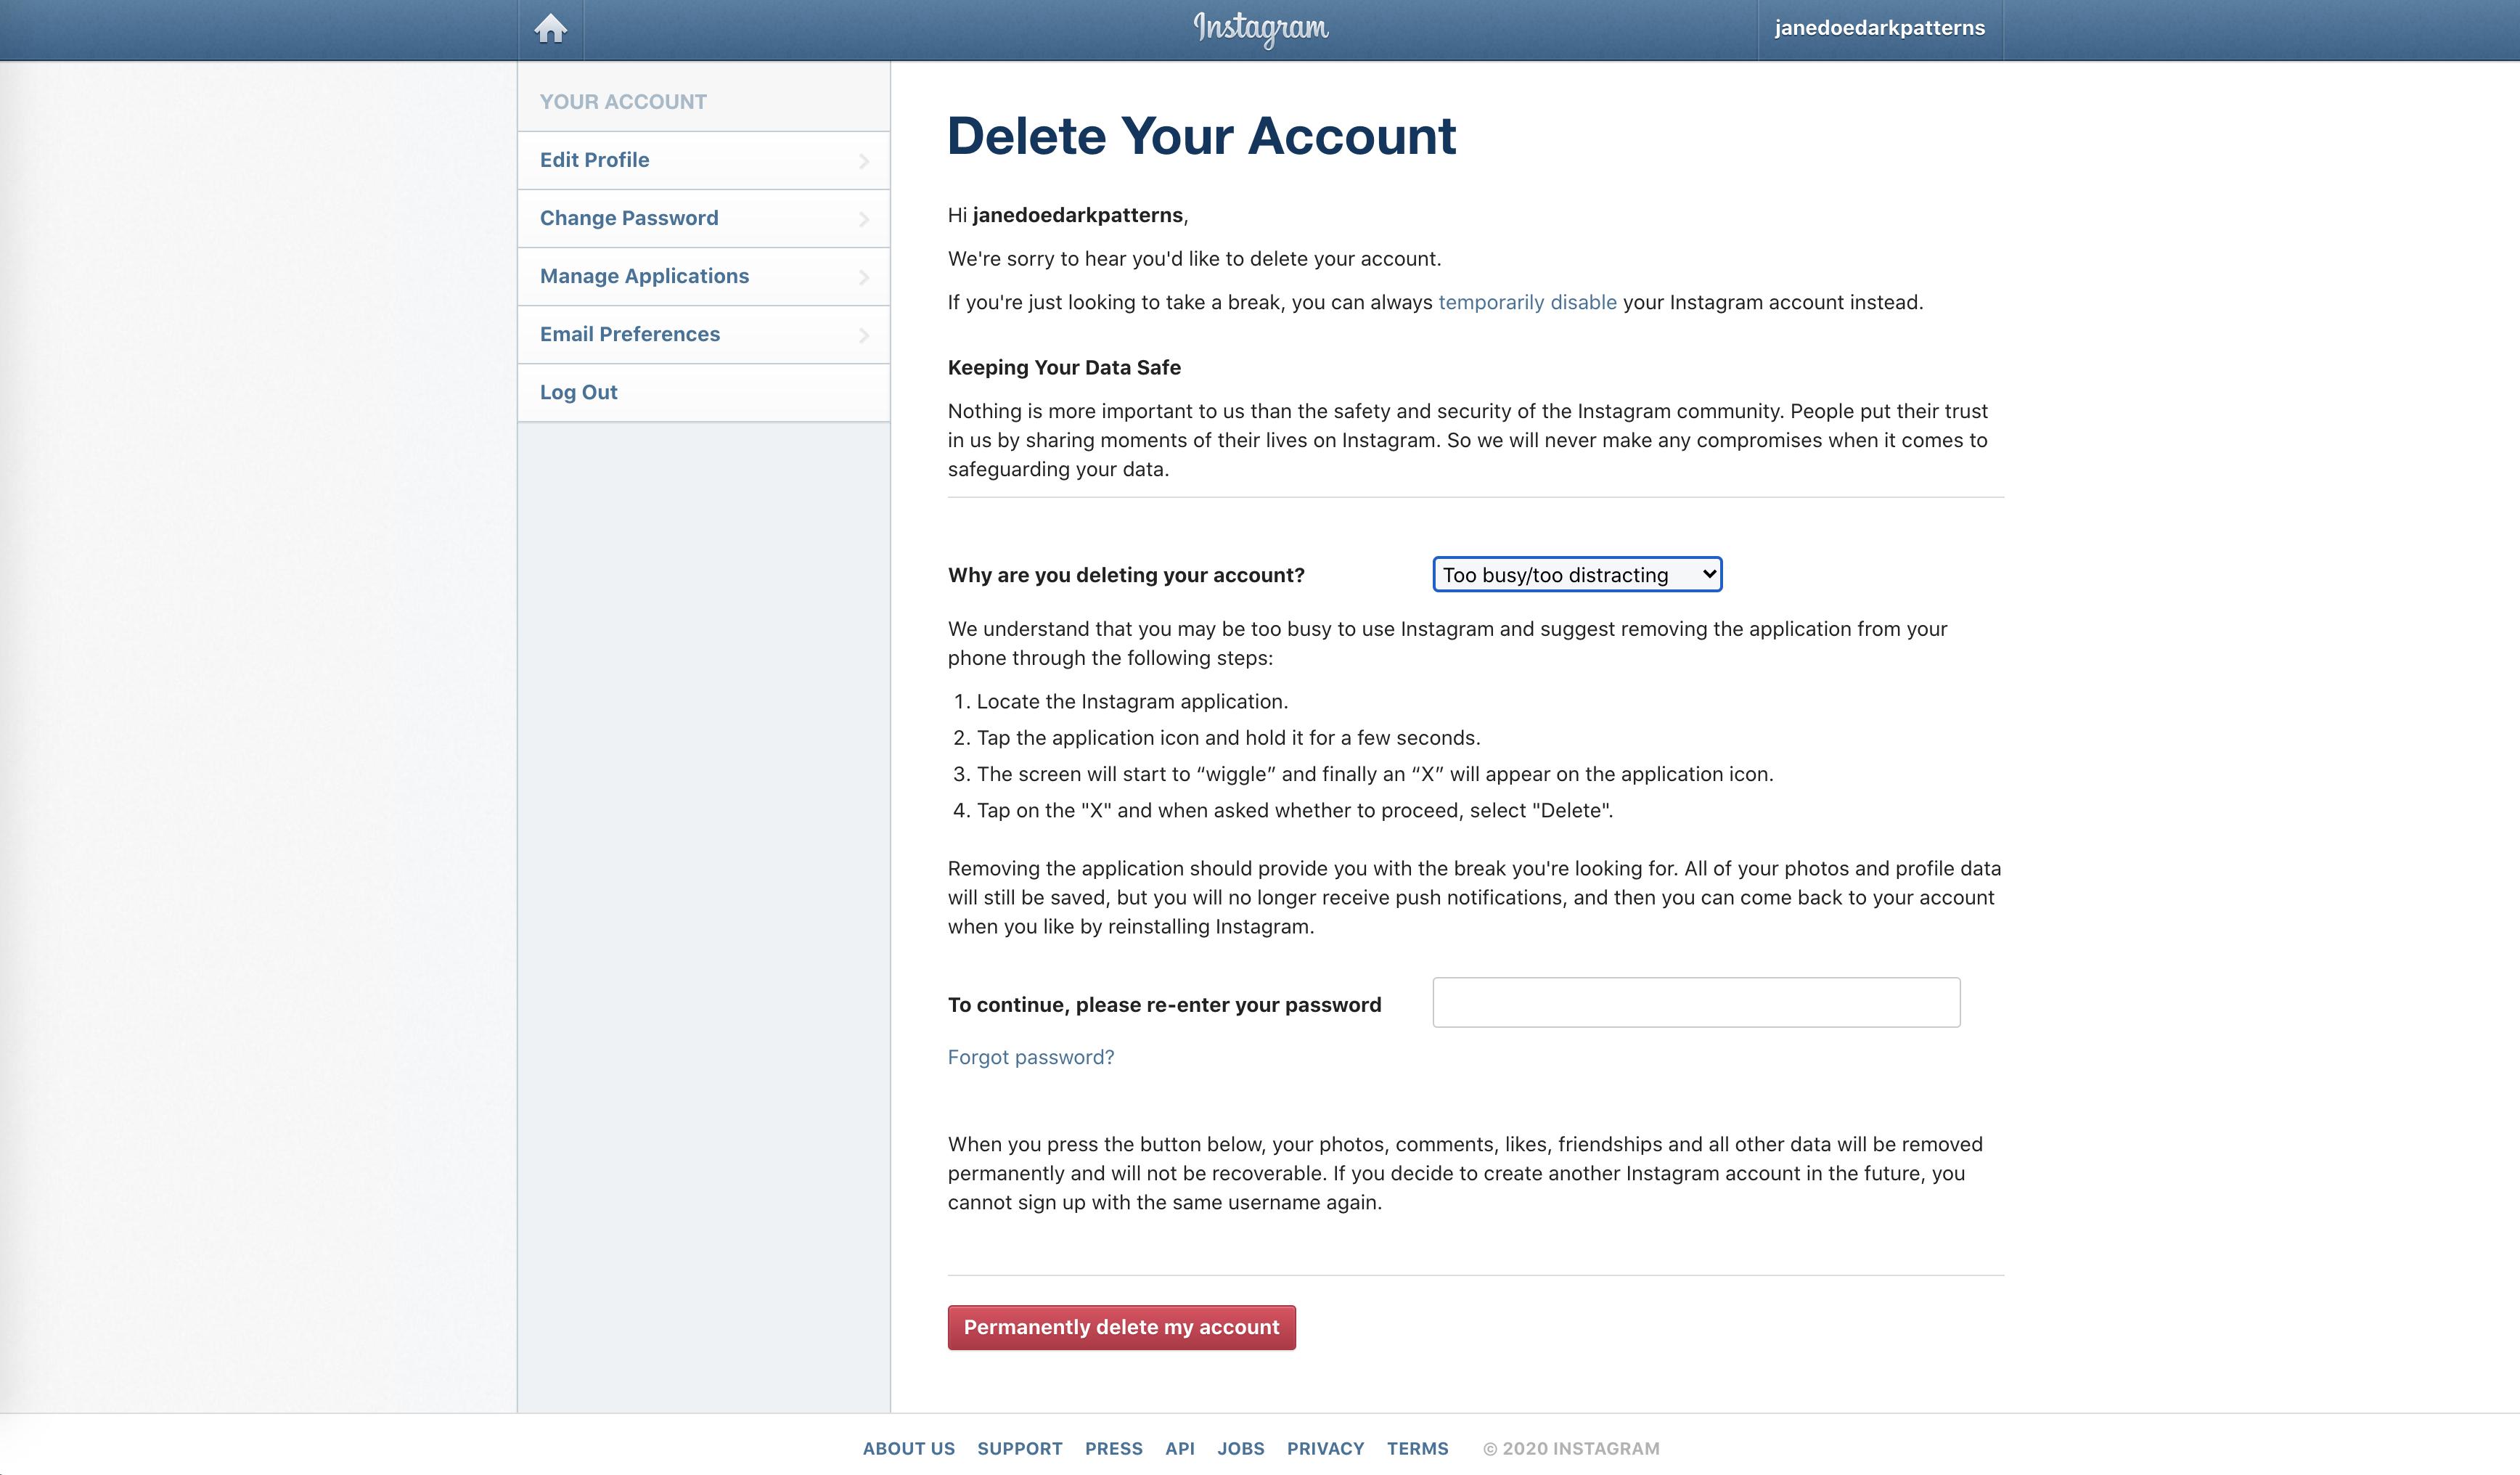 Instagram
janedoedarkpatterns
YOUR ACCOUNT
Edit Profile
Change Password
Manage Applications
Email Preferences
Log Out
Delete Your Account
Hi janedoedarkpatterns,
We're sorry to hear you'd like to delete your account.
If you're just looking to take a break, you can always temporarily disable your Instagram account instead.
Keeping Your Data Safe
Nothing is more important to us than the safety and security of the Instagram community. People put their trust
in us by sharing moments of their lives on Instagram. So we will never make any compromises when it comes to
safeguarding your data.
Why are you deleting your account? Too busy/too distracting
We understand that you may be too busy to use Instagram and suggest removing the application from your
phone through the following steps:
1. Locate the Instagram application.
2. Tap the application icon and hold it for a few seconds.
3. The screen will start to “wiggle” and finally an “X” will appear on the application icon.
4. Tap on the "X" and when asked whether to proceed, select "Delete".
Removing the application should provide you with the break you're looking for. All of your photos and profile data
will still be saved, but you will no longer receive push notifications, and then you can come back to your account
when you like by reinstalling Instagram.
To continue, please re-enter your password
Forgot password?
When you press the button below, your photos, comments, likes, friendships and all other data will be removed
permanently and will not be recoverable. If you decide to create another Instagram account in the future, you
cannot sign up with the same username again.
Permanently delete my account
ABOUT US SUPPORT PRESS API JOBS PRIVACY TERMS © 2020 INSTAGRAM